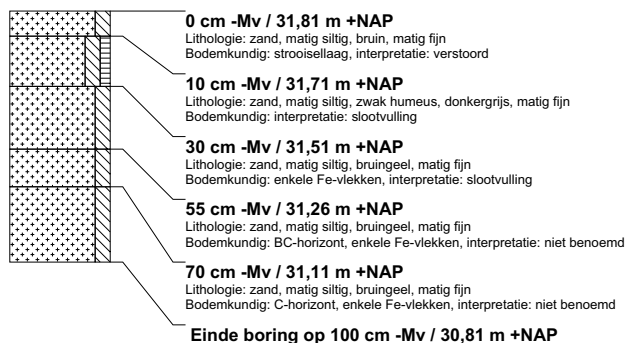 0 cm -Mv / 31,81 m +NAP
Lithologie: zand, matig siltig, bruin, matig fijn
Bodemkundig: strooisellaag, interpretatie: verstoord
10 cm -Mv / 31,71 m +NAP
Lithologie: zand, matig siltig, zwak humeus, donkergrijs, matig fijn
Bodemkundig: interpretatie: slootvulling
30 cm -Mv / 31,51 m +NAP
Lithologie: zand, matig siltig, bruingeel, matig fijn
Bodemkundig: enkele Fe-vlekken, interpretatie: slootvulling
55 cm -Mv / 31,26 m +NAP
Lithologie: zand, matig siltig, bruingeel, matig fijn
Bodemkundig: BC-horizont, enkele Fe-vlekken, interpretatie: niet benoemd
70 cm -Mv / 31,11 m +NAP
Lithologie: zand, matig siltig, bruingeel, matig fijn
Bodemkundig: C-horizont, enkele Fe-vlekken, interpretatie: niet benoemd
Einde boring op 100 cm -Mv / 30,81 m +NAP